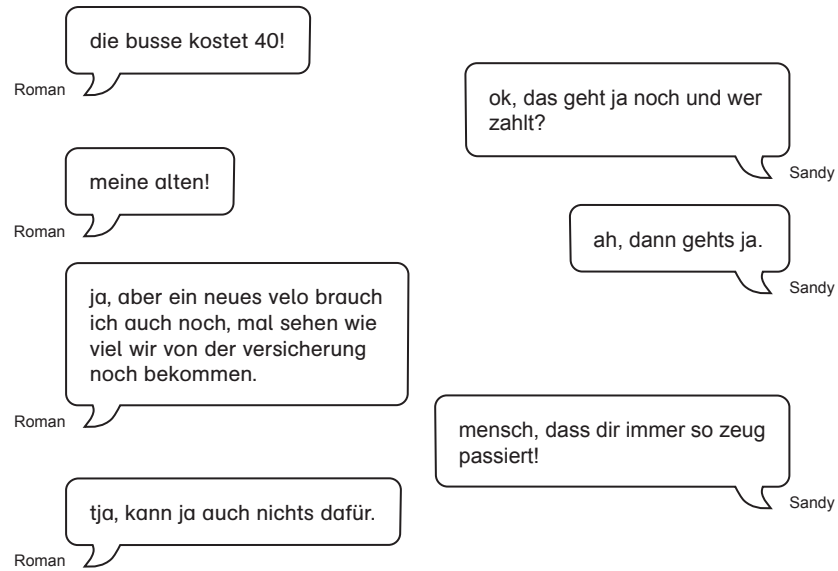 die busse kostet 40!
Roman
ok, das geht ja noch und wer
zahlt?
Sandy
meine alten!
Roman
ah, dann gehts ja.
Sandy
ja, aber ein neues velo brauch
ich auch noch, mal sehen wie
viel wir von der versicherung
noch bekommen.
Roman
mensch, dass dir immer so zeug
passiert!
Sandy
tja, kann ja auch nichts dafür.
Roman